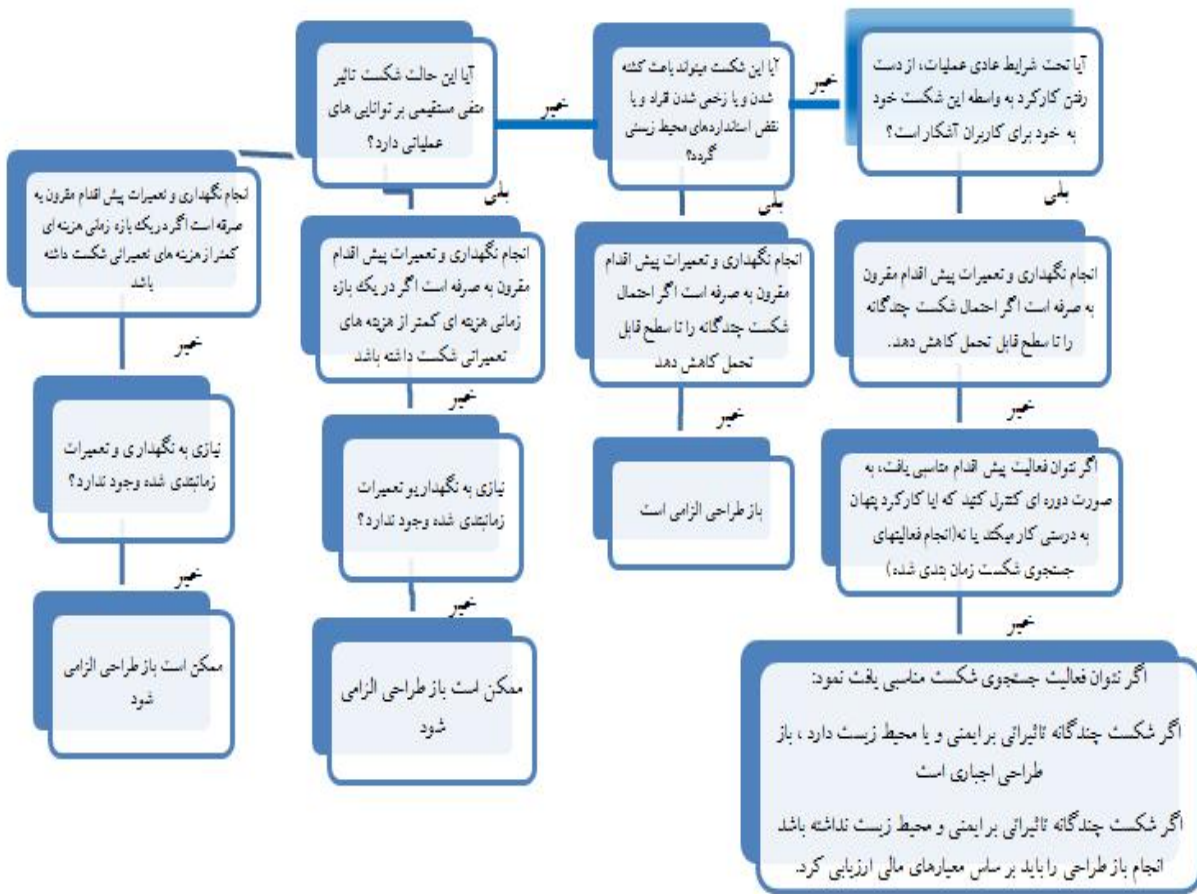 آیا تحت شرایط عادی عملیات، از دست
رفتن کارکرد به واسطه این شکست خود
به خود برای کاربران آشکار است؟
خیر
آیا این شکست میتواند باعث کشته
شدن و یا زخمی شدن افراد و یا
نقض استانداردهای محیط زیستی
گردد؟
خیر
آیا این حالت شکست تاثیر
منفی مستقیمی بر توانایی های
عملیاتی دارد؟
بلی
انجام نگهداری و تعمیرات پیش اقدام مقرون
به صرفه است اگر احتمال شکست چندگانه
را تا سطح قابل تحمل کاهش دهد.
خیر
اگر نتوان فعالیت پیش اقدام مناسبی یافت، به
صورت دوره ای کنترل کنید که ایا کارکرد پنهان
به درستی کار میکند یا نه(انجام فعالیتهای
جستجوی شکست زمان بندی شده)
خیر
اگر نتوان فعالیت جستجوی شکست مناسبی یافت نمود:
اگر شکست چندگانه تاثیراتی بر ایمنی و یا محیط زیست دارد ، باز
طراحی اجباری است
اگر شکست چندگانه تاثیراتی بر ایمنی و محیط زیست نداشته باشد
انجام باز طراحی را باید بر ساس معیارهای مالی ارزیابی کرد.
بلی
انجام نگهداری و تعمیرات پیش اقدام
مقرون به صرفه است اگر احتمال
شکست چندگانه را تا سطح قابل
تحمل کاهش دهد
خیر
باز طراحی الزامی است
بلی
انجام نگهداری و تعمیرات پیش اقدام
مقرون به صرفه است اگر در یک بازه
زمانی هزینه ای کمتر از هزینه های
تعمیراتی شکست داشته باشد
خیر
نیازی به نگهداریو تعمیرات
زمانبندی شده وجود ندارد؟
خیر
ممکن است باز طراحی الزامی
شود
انجام نگهداری و تعمیرات پیش اقدام مقرون به
صرفه است اگر در یک بازه زمانی هزینه ای
کمتر از هزینه های تعمیراتی شکست داشته
باشد
خیر
نیازی به نگهداری و تعمیرات
زمانبندی شده وجود ندارد؟
خیر
ممکن است باز طراحی الزامی
شود